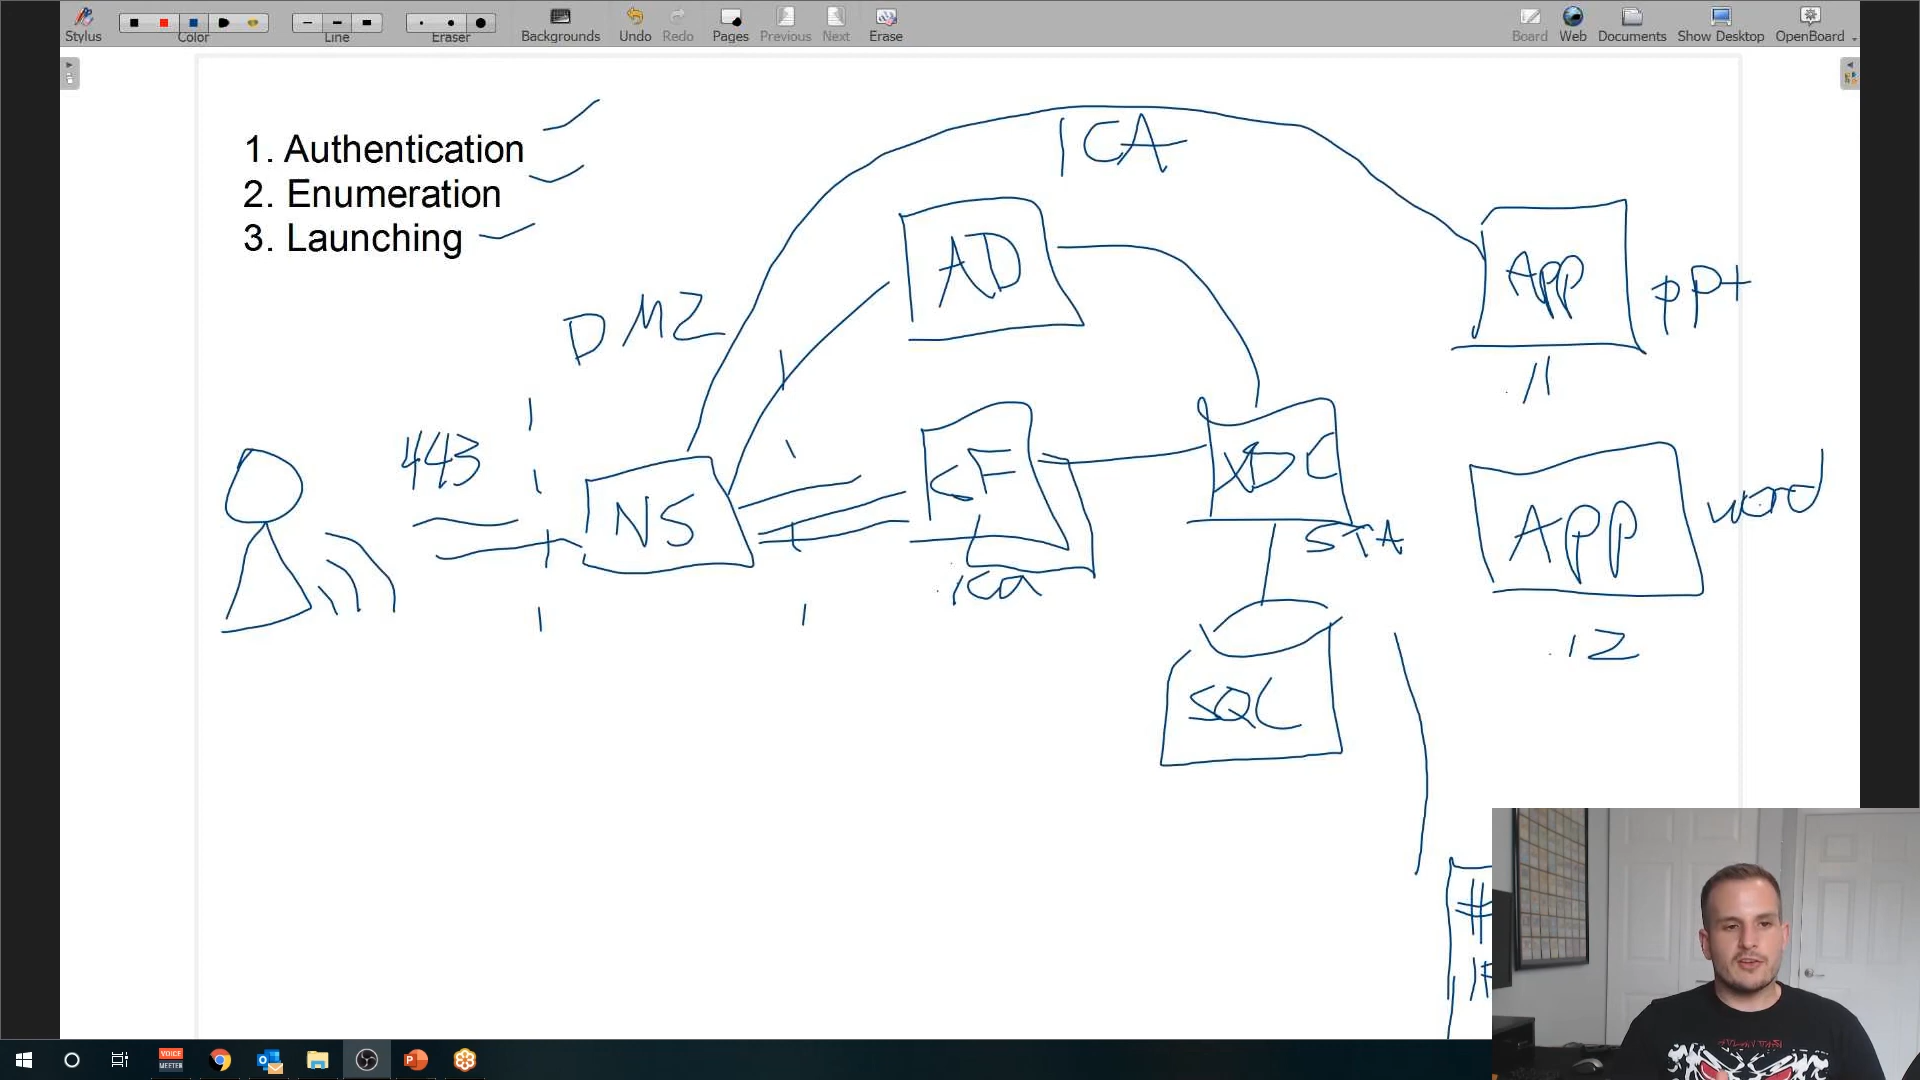 Stylus Color Line Eraser Backgrounds Undo Redo Pages Previous Next Erase Board Web Documents Show Desktop OpenBoard
1. Authentication
2. Enumeration
3. Launching
ICA
AD
App
ppt
.11
DMZ
443
NS
SF
ica
XDC
STA
App
word
.12
SQL
VOICE
MEETER